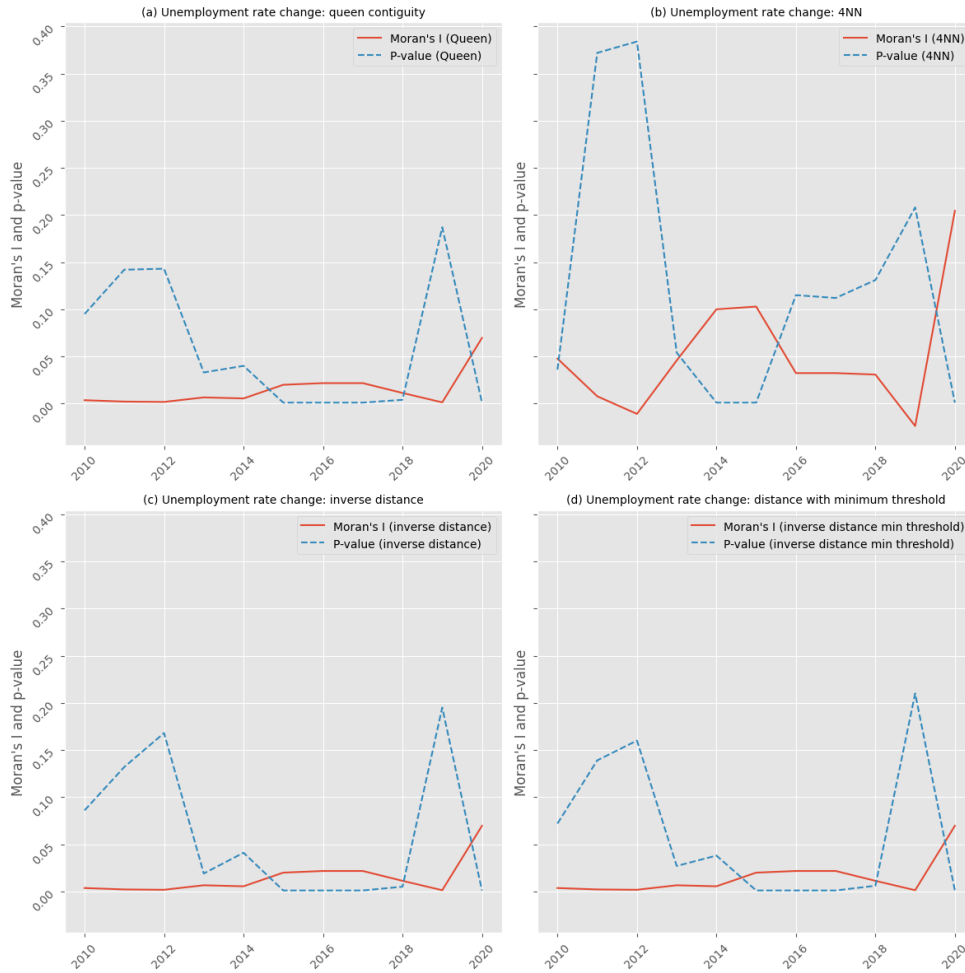 (a) Unemployment rate change: queen contiguity
Moran's I (Queen)
P-value (Queen)
Moran's I and p-value
0.40
0.35
0.30
0.25
0.20
0.15
0.10
0.05
0.00
2010
2012
2014
2016
2018
2020
(b) Unemployment rate change: 4NN
Moran's I (4NN)
P-value (4NN)
Moran's I and p-value
2010
2012
2014
2016
2018
2020
(c) Unemployment rate change: inverse distance
Moran's I (inverse distance)
P-value (inverse distance)
Moran's I and p-value
0.40
0.35
0.30
0.25
0.20
0.15
0.10
0.05
0.00
2010
2012
2014
2016
2018
2020
(d) Unemployment rate change: distance with minimum threshold
Moran's I (inverse distance min threshold)
P-value (inverse distance min threshold)
Moran's I and p-value
2010
2012
2014
2016
2018
2020